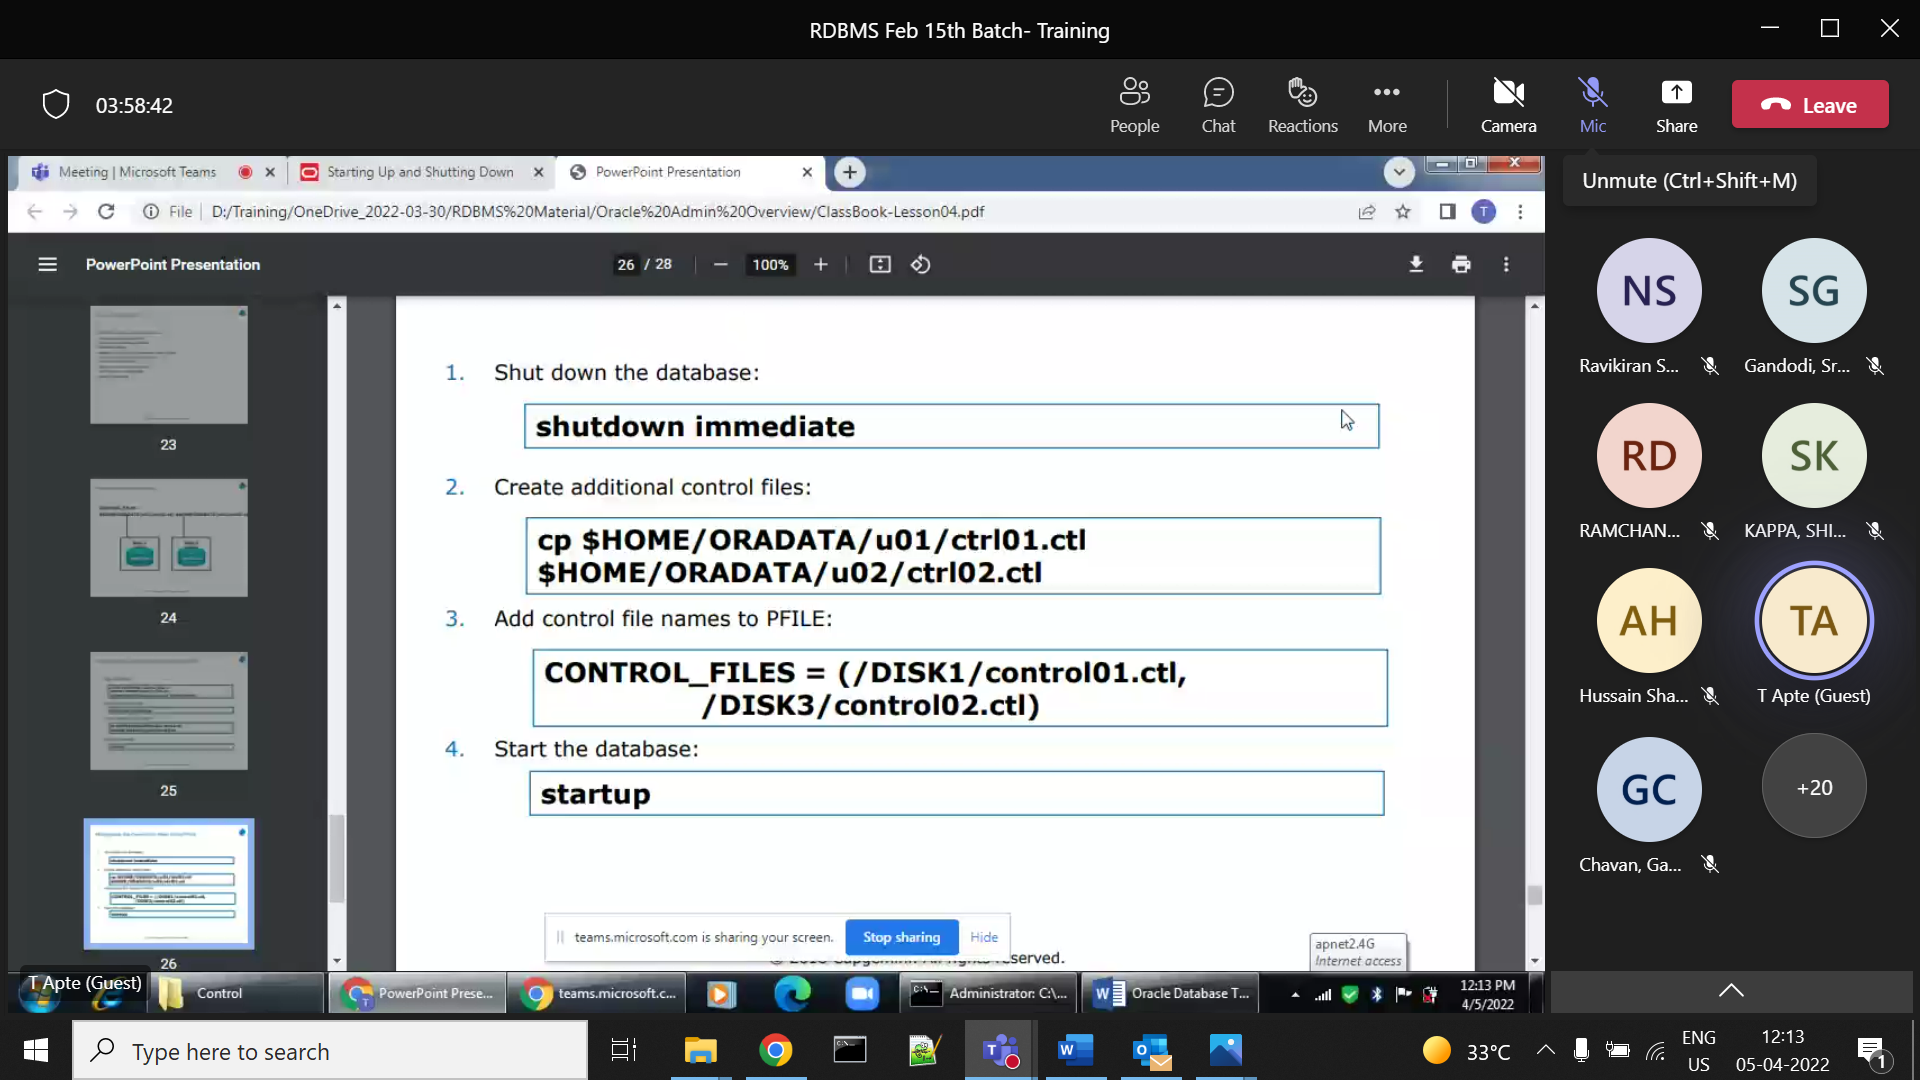 RDBMS Feb 15th Batch- Training
03:58:42
People
Chat
Reactions
More
Camera
Mic
Share
Leave
Unmute (Ctrl+Shift+M)
Meeting | Microsoft Teams
Starting Up and Shutting Down
PowerPoint Presentation
File
D:/Training/OneDrive_2022-03-30/RDBMS%20Material/Oracle%20Admin%20Overview/ClassBook-Lesson04.pdf
T
PowerPoint Presentation
26 / 28
100%
23
24
25
26
1. Shut down the database:
shutdown immediate
2. Create additional control files:
cp $HOME/ORADATA/u01/ctrl01.ctl
$HOME/ORADATA/u02/ctrl02.ctl
3. Add control file names to PFILE:
CONTROL_FILES = (/DISK1/control01.ctl,
/DISK3/control02.ctl)
4. Start the database:
startup
teams.microsoft.com is sharing your screen.
Stop sharing
Hide
apnet2.4G
Internet access
T Apte (Guest)
Control
PowerPoint Prese...
teams.microsoft.c...
Administrator: C:\...
Oracle Database T...
12:13 PM
4/5/2022
NS
Ravikiran S...
SG
Gandodi, Sr...
RD
RAMCHAN...
SK
KAPPA, SHI...
AH
Hussain Sha...
TA
T Apte (Guest)
GC
Chavan, Ga...
+20
Type here to search
33°C
ENG
US
12:13
05-04-2022
1